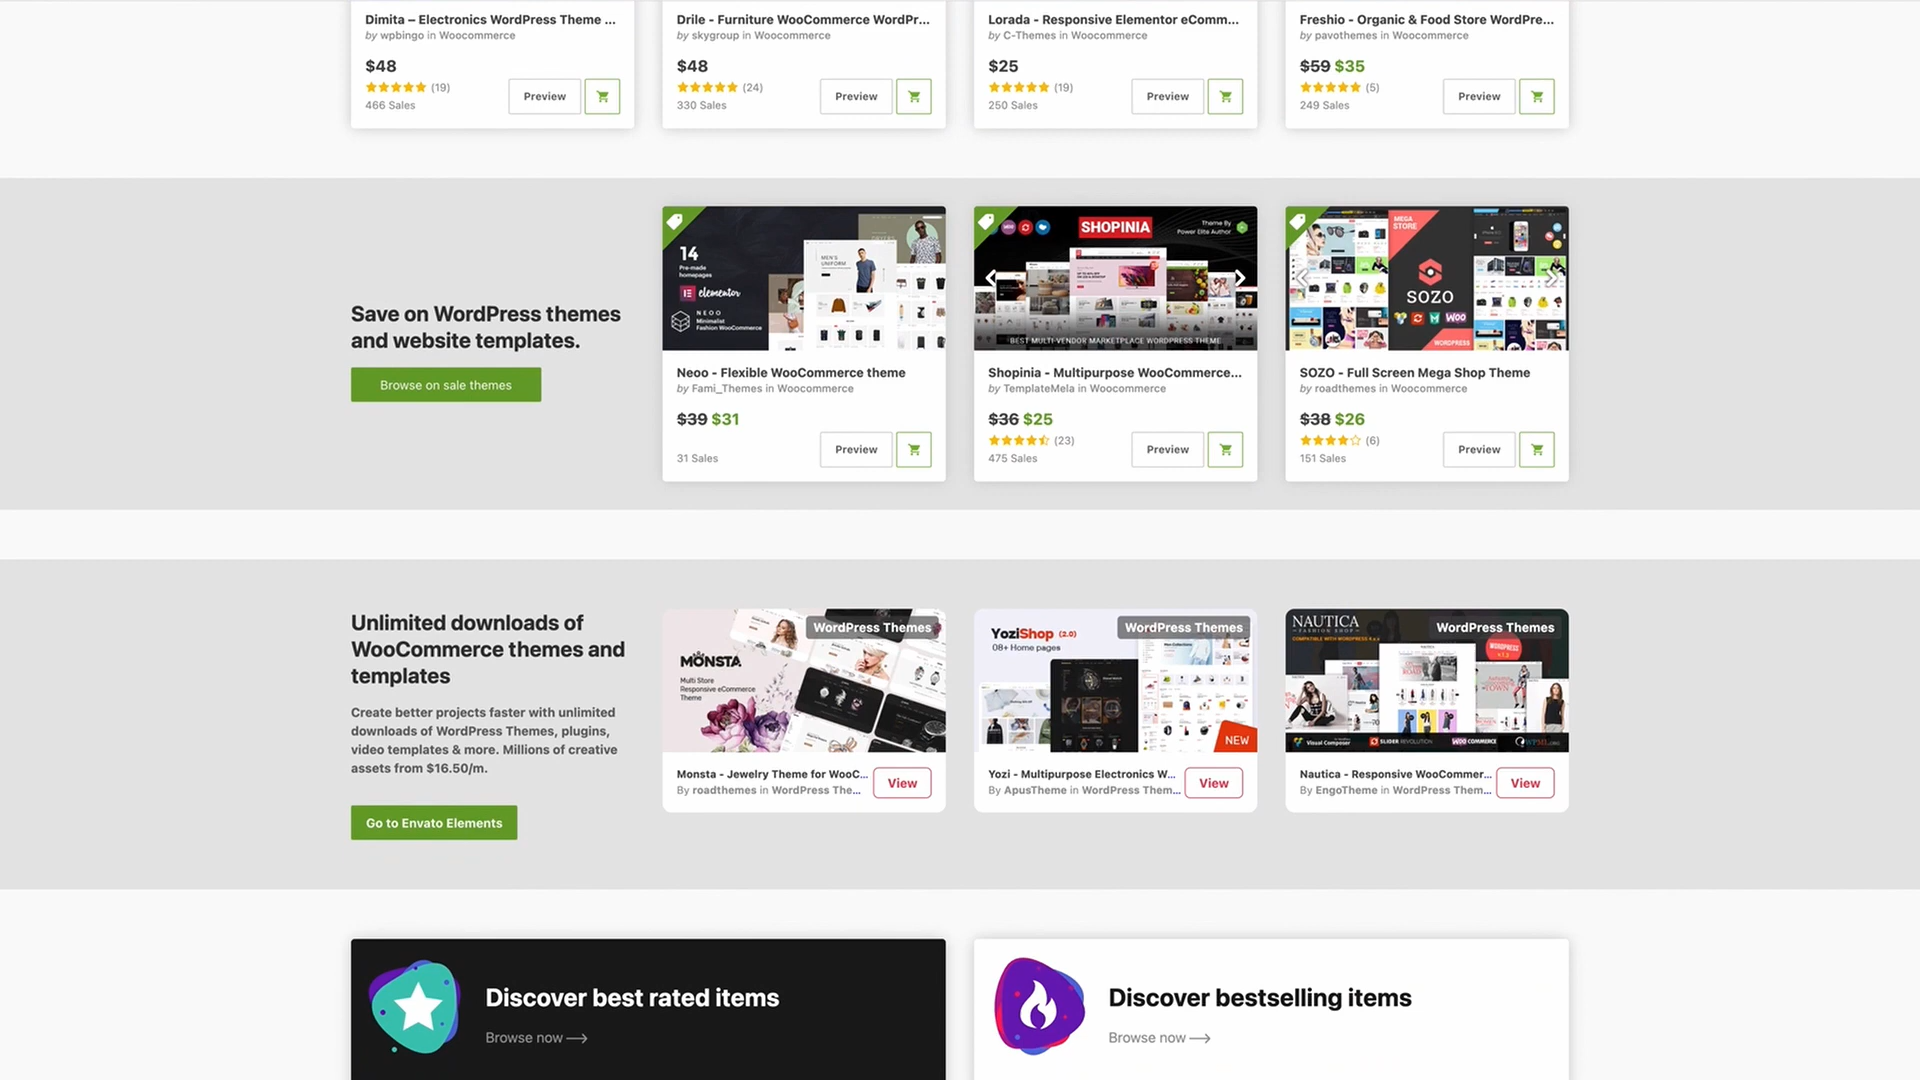 Dimita – Electronics WordPress Theme ...
by wpbingo in Woocommerce
$48
(19)
466 Sales
Preview
Drile - Furniture WooCommerce WordPr...
by skygroup in Woocommerce
$48
(24)
330 Sales
Preview
Lorada - Responsive Elementor eComm...
by C-Themes in Woocommerce
$25
(19)
250 Sales
Preview
Freshio - Organic & Food Store WordPre...
by pavothemes in Woocommerce
$59 $35
(5)
249 Sales
Preview
Save on WordPress themes
and website templates.
Browse on sale themes
14
Pre-made
homepages
elementor
NEOO
Minimalist
Fashion WooCommerce
MEN'S
UNIFORM
Neoo - Flexible WooCommerce theme
by Fami_Themes in Woocommerce
$39 $31
31 Sales
Preview
SHOPINIA
Theme By
Power Elite Author
BEST MULTI-VENDOR MARKETPLACE WORDPRESS THEME
Shopinia - Multipurpose WooCommerce...
by TemplateMela in Woocommerce
$36 $25
(23)
475 Sales
Preview
MEGA
STORE
SOZO
WOO
WORDPRESS
SOZO - Full Screen Mega Shop Theme
by roadthemes in Woocommerce
$38 $26
(6)
151 Sales
Preview
Unlimited downloads of
WooCommerce themes and
templates
Create better projects faster with unlimited
downloads of WordPress Themes, plugins,
video templates & more. Millions of creative
assets from $16.50/m.
Go to Envato Elements
WordPress Themes
MONSTA
Multi Store
Responsive eCommerce
Theme
Monsta - Jewelry Theme for WooC...
By roadthemes in WordPress The...
View
WordPress Themes
YoziShop (2.0)
08+ Home pages
NEW
Yozi - Multipurpose Electronics W...
By ApusTheme in WordPress Them...
View
WordPress Themes
NAUTICA
FASHION SHOP
WORDPRESS
Visual Composer
SLIDER REVOLUTION
WOO COMMERCE
WPML.ORG
Nautica - Responsive WooCommer...
By EngoTheme in WordPress Them...
View
Discover best rated items
Browse now
Discover bestselling items
Browse now